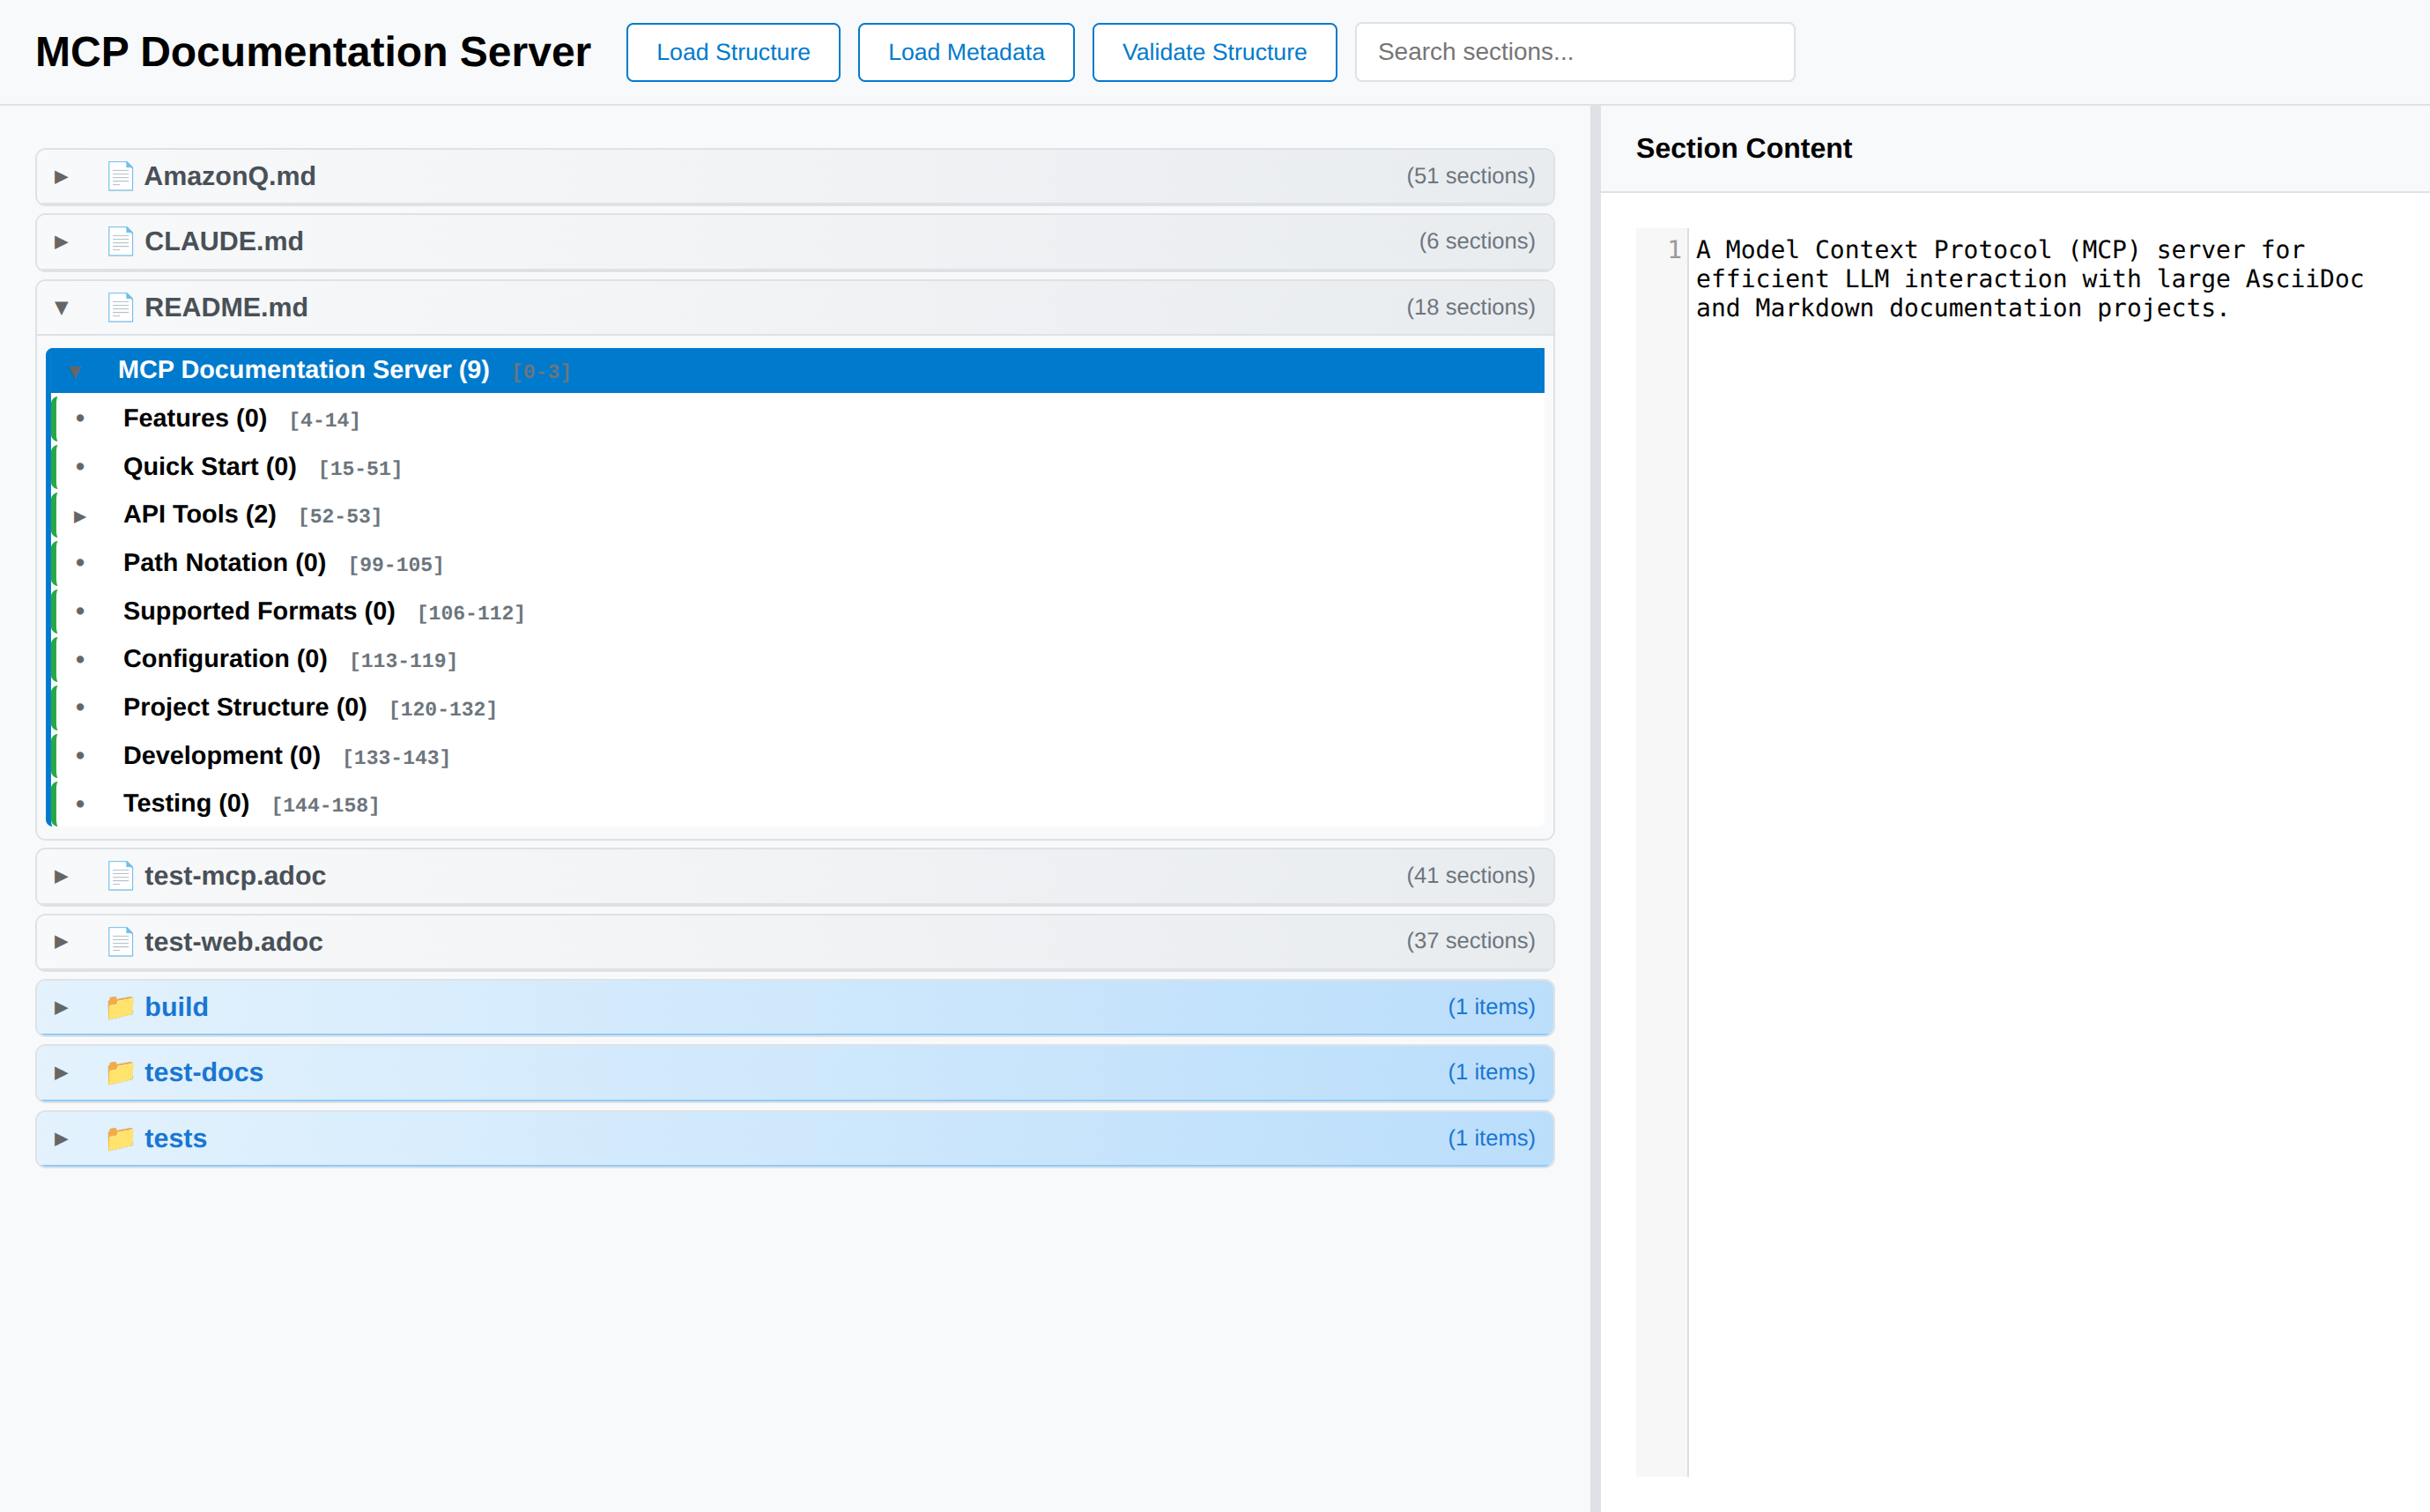 MCP Documentation Server
Load Structure
Load Metadata
Validate Structure
Search sections...
AmazonQ.md (51 sections)
CLAUDE.md (6 sections)
README.md (18 sections)
MCP Documentation Server (9) [0-3]
Features (0) [4-14]
Quick Start (0) [15-51]
API Tools (2) [52-53]
Path Notation (0) [99-105]
Supported Formats (0) [106-112]
Configuration (0) [113-119]
Project Structure (0) [120-132]
Development (0) [133-143]
Testing (0) [144-158]
test-mcp.adoc (41 sections)
test-web.adoc (37 sections)
build (1 items)
test-docs (1 items)
tests (1 items)
Section Content
1 A Model Context Protocol (MCP) server for
efficient LLM interaction with large AsciiDoc
and Markdown documentation projects.